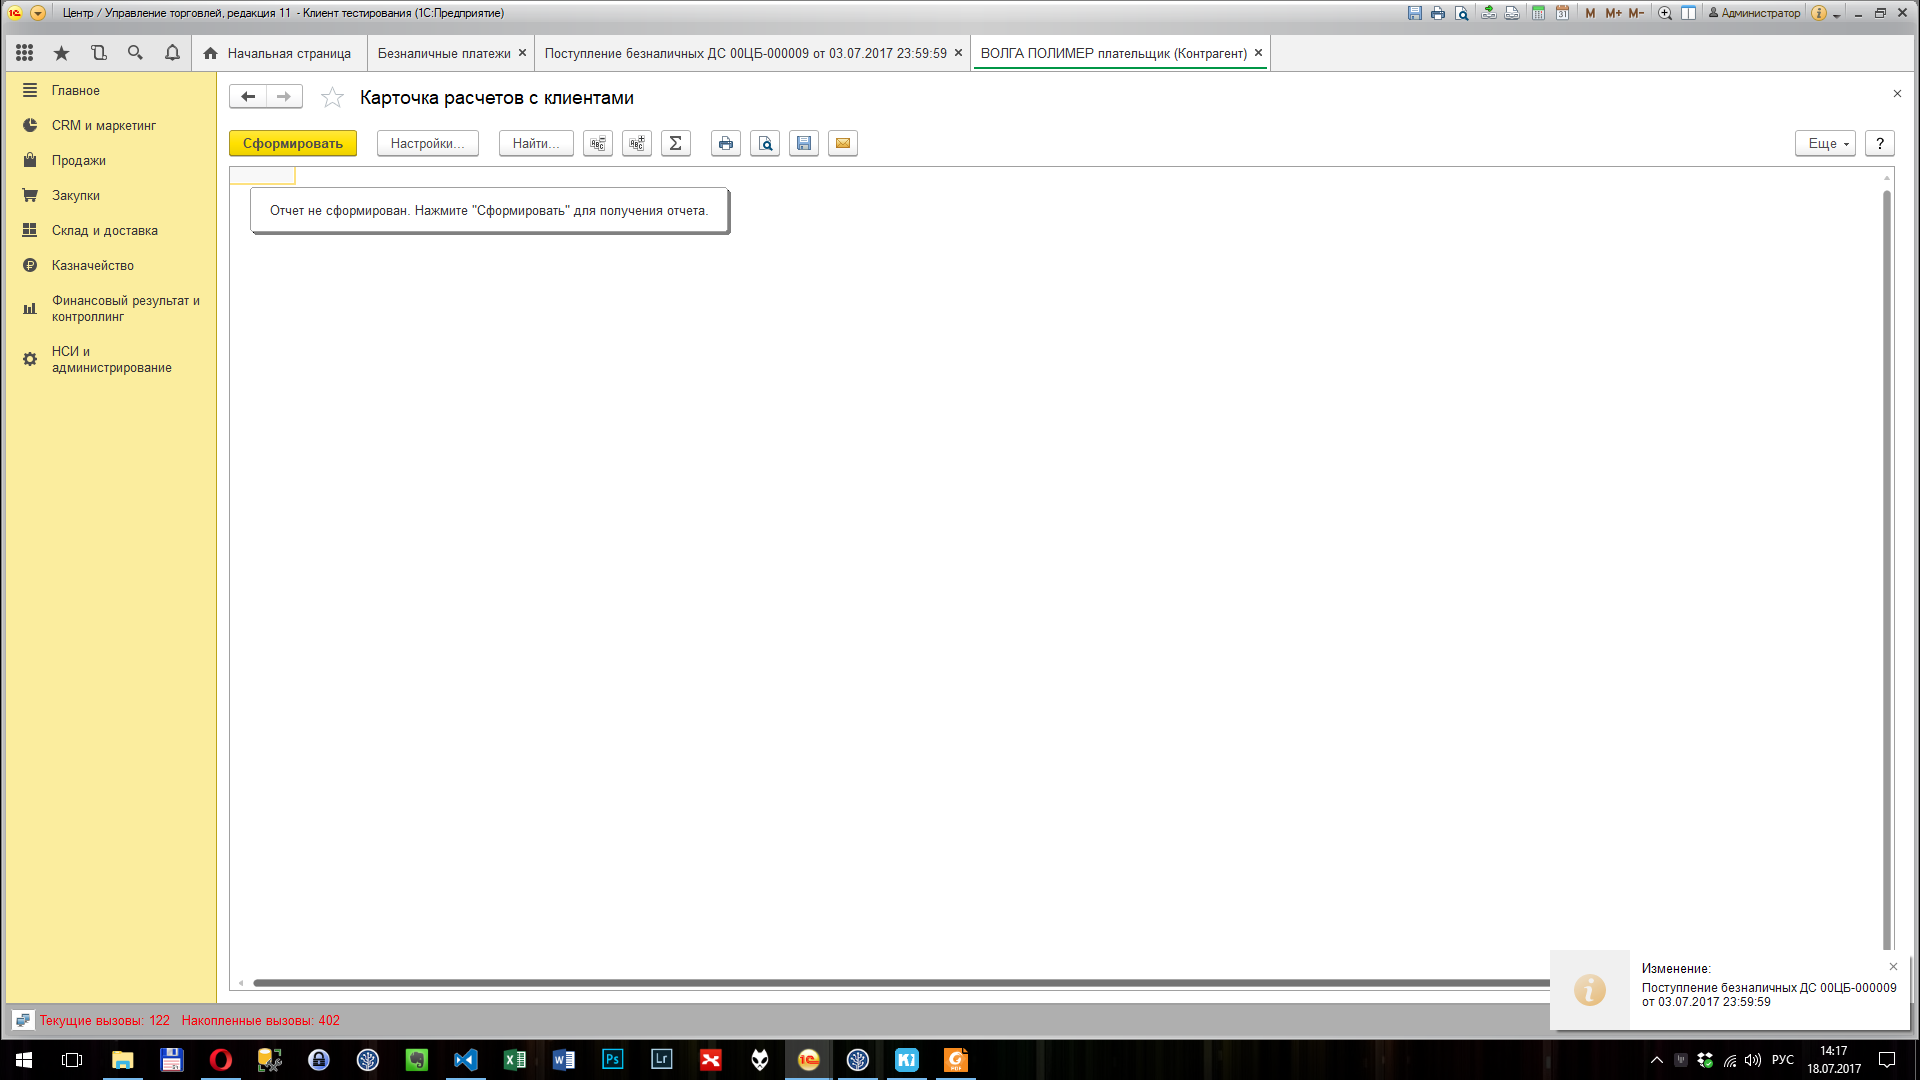 Центр / Управление торговлей, редакция 11 - Клиент тестирования (1С:Предприятие)
M M+ M- Администратор
Начальная страница
Безналичные платежи
Поступление безналичных ДС 00ЦБ-000009 от 03.07.2017 23:59:59
ВОЛГА ПОЛИМЕР плательщик (Контрагент)
Главное
CRM и маркетинг
Продажи
Закупки
Склад и доставка
Казначейство
Финансовый результат и
контроллинг
НСИ и
администрирование
Карточка расчетов с клиентами
Сформировать
Настройки...
Найти...
Еще
?
Отчет не сформирован. Нажмите "Сформировать" для получения отчета.
Изменение:
Поступление безналичных ДС 00ЦБ-000009
от 03.07.2017 23:59:59
Текущие вызовы: 122 Накопленные вызовы: 402
Ps
Lr
1С
Ki
РУС
14:17
18.07.2017